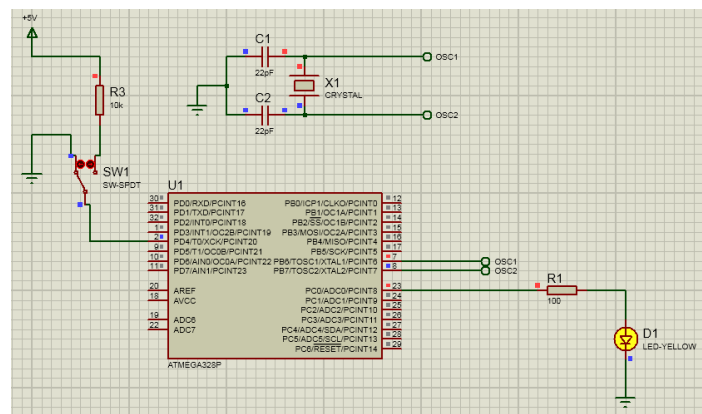 +5V
C1
22pF
OSC1
X1
CRYSTAL
C2
22pF
OSC2
R3
10k
SW1
SW-SPDT
U1
30 PD0/RXD/PCINT16 PB0/ICP1/CLKO/PCINT0 12
31 PD1/TXD/PCINT17 PB1/OC1A/PCINT1 13
32 PD2/INT0/PCINT18 PB2/SS/OC1B/PCINT2 14
1 PD3/INT1/OC2B/PCINT19 PB3/MOSI/OC2A/PCINT3 15
2 PD4/T0/XCK/PCINT20 PB4/MISO/PCINT4 16
9 PD5/T1/OC0B/PCINT21 PB5/SCK/PCINT5 17
10 PD6/AIN0/OC0A/PCINT22 PB6/TOSC1/XTAL1/PCINT6 7 OSC1
11 PD7/AIN1/PCINT23 PB7/TOSC2/XTAL2/PCINT7 8 OSC2
20 AREF PC0/ADC0/PCINT8 23
18 AVCC PC1/ADC1/PCINT9 24
PC2/ADC2/PCINT10 25
19 ADC6 PC3/ADC3/PCINT11 26
22 ADC7 PC4/ADC4/SDA/PCINT12 27
PC5/ADC5/SCL/PCINT13 28
PC6/RESET/PCINT14 29
ATMEGA328P
R1
100
D1
LED-YELLOW